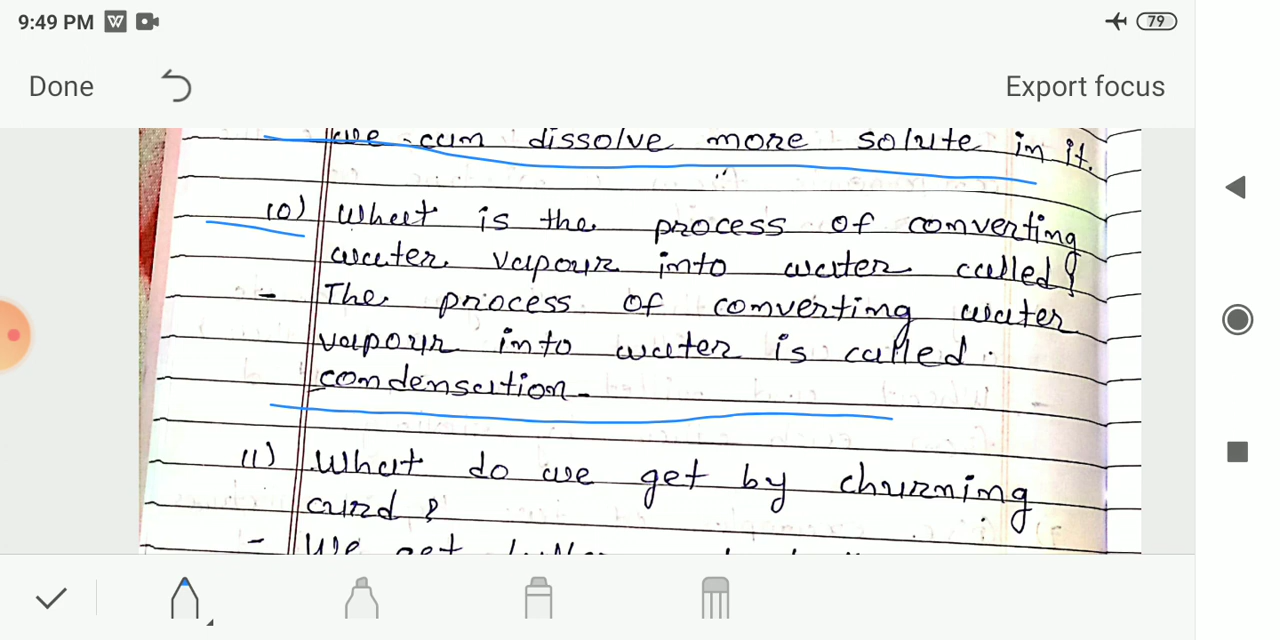 9:49 PM
79
Done
Export focus
we can dissolve more solute in it.
10) What is the process of converting
water vapour into water called?
- The process of converting water
vapour into water is called
condensation-
11) What do we get by churning
curd?
- We get